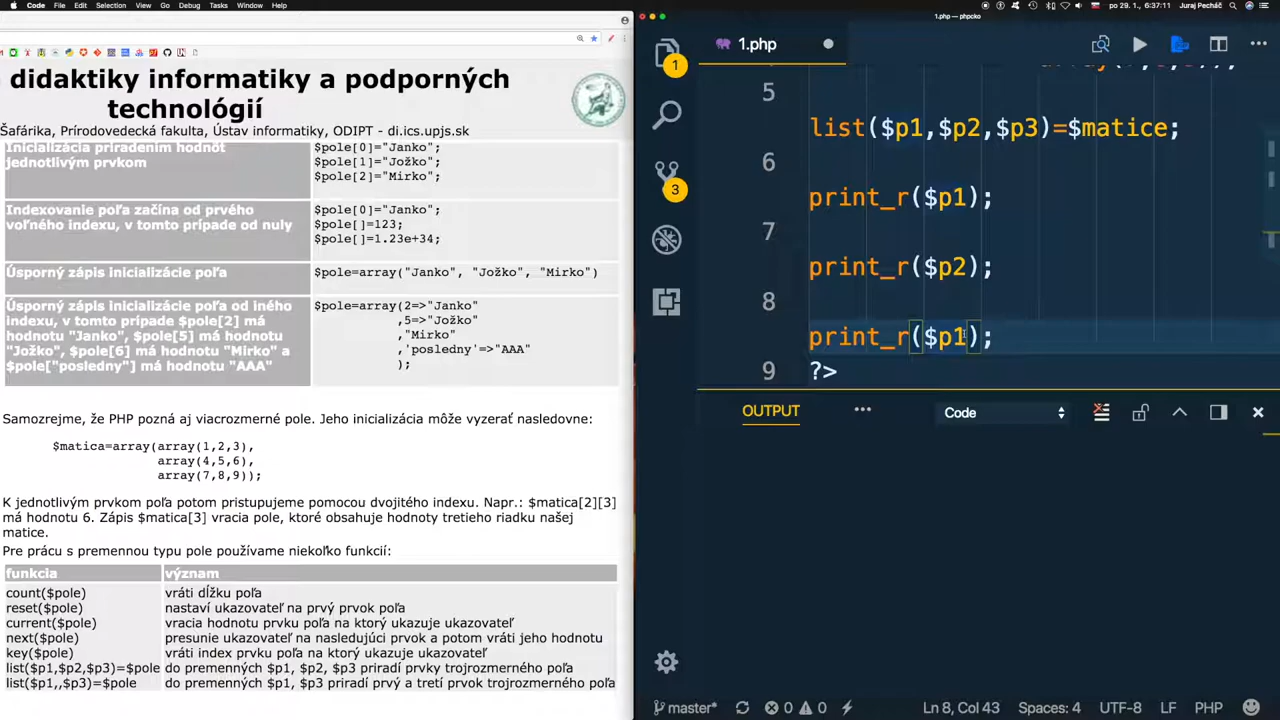 Code File Edit Selection View Go Debug Tasks Window Help
po 29. 1., 6:37:11 Juraj Pecháč
1.php — phpcko
didaktiky informatiky a podporných
technológií
Šafárika, Prírodovedecká fakulta, Ústav informatiky, ODIPT - di.ics.upjs.sk
Inicializácia priradením hodnôt
jednotlivým prvkom
$pole[0]="Janko";
$pole[1]="Jožko";
$pole[2]="Mirko";
Indexovanie poľa začína od prvého
voľného indexu, v tomto prípade od nuly
$pole[0]="Janko";
$pole[]=123;
$pole[]=1.23e+34;
Úsporný zápis inicializácie poľa
$pole=array("Janko", "Jožko", "Mirko")
Úsporný zápis inicializácie poľa od iného
indexu, v tomto prípade $pole[2] má
hodnotu "Janko", $pole[5] má hodnotu
"Jožko", $pole[6] má hodnotu "Mirko" a
$pole["posledny"] má hodnotu "AAA"
$pole=array(2=>"Janko"
,5=>"Jožko"
,"Mirko"
,'posledny'=>"AAA"
);
Samozrejme, že PHP pozná aj viacrozmerné pole. Jeho inicializácia môže vyzerať nasledovne:
$matica=array(array(1,2,3),
array(4,5,6),
array(7,8,9));
K jednotlivým prvkom poľa potom pristupujeme pomocou dvojitého indexu. Napr.: $matica[2][3]
má hodnotu 6. Zápis $matica[3] vracia pole, ktoré obsahuje hodnoty tretieho riadku našej
matice.
Pre prácu s premennou typu pole používame niekoľko funkcií:
funkcia význam
count($pole) vráti dĺžku poľa
reset($pole) nastaví ukazovateľ na prvý prvok poľa
current($pole) vracia hodnotu prvku poľa na ktorý ukazuje ukazovateľ
next($pole) presunie ukazovateľ na nasledujúci prvok a potom vráti jeho hodnotu
key($pole) vráti index prvku poľa na ktorý ukazuje ukazovateľ
list($p1,$p2,$p3)=$pole do premenných $p1, $p2, $p3 priradí prvky trojrozmerného poľa
list($p1,,$p3)=$pole do premenných $p1, $p3 priradí prvý a tretí prvok trojrozmerného poľa
1.php
1
3
5
list($p1,$p2,$p3)=$matice;
6
print_r($p1);
7
print_r($p2);
8
print_r($p1);
9 ?>
OUTPUT ••• Code
master* 0 0 Ln 8, Col 43 Spaces: 4 UTF-8 LF PHP